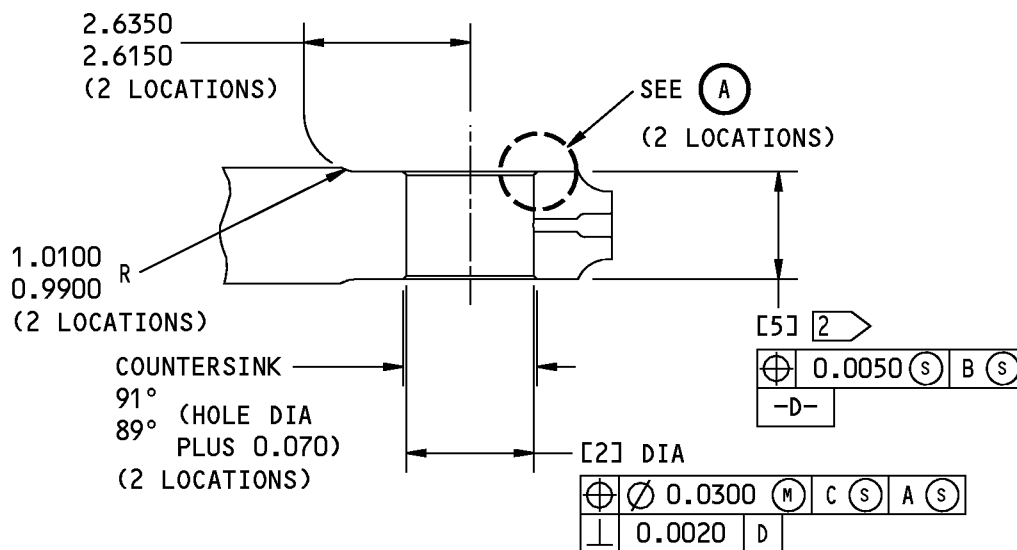 2.6350
2.6150
(2 LOCATIONS)
SEE A
(2 LOCATIONS)
1.0100
0.9900 R
(2 LOCATIONS)
[5] 2
⌖ 0.0050 Ⓢ B Ⓢ
-D-
COUNTERSINK
91°
89° (HOLE DIA
PLUS 0.070)
(2 LOCATIONS)
[2] DIA
⌖ ∅ 0.0300 Ⓜ C Ⓢ A Ⓢ
⊥ 0.0020 D